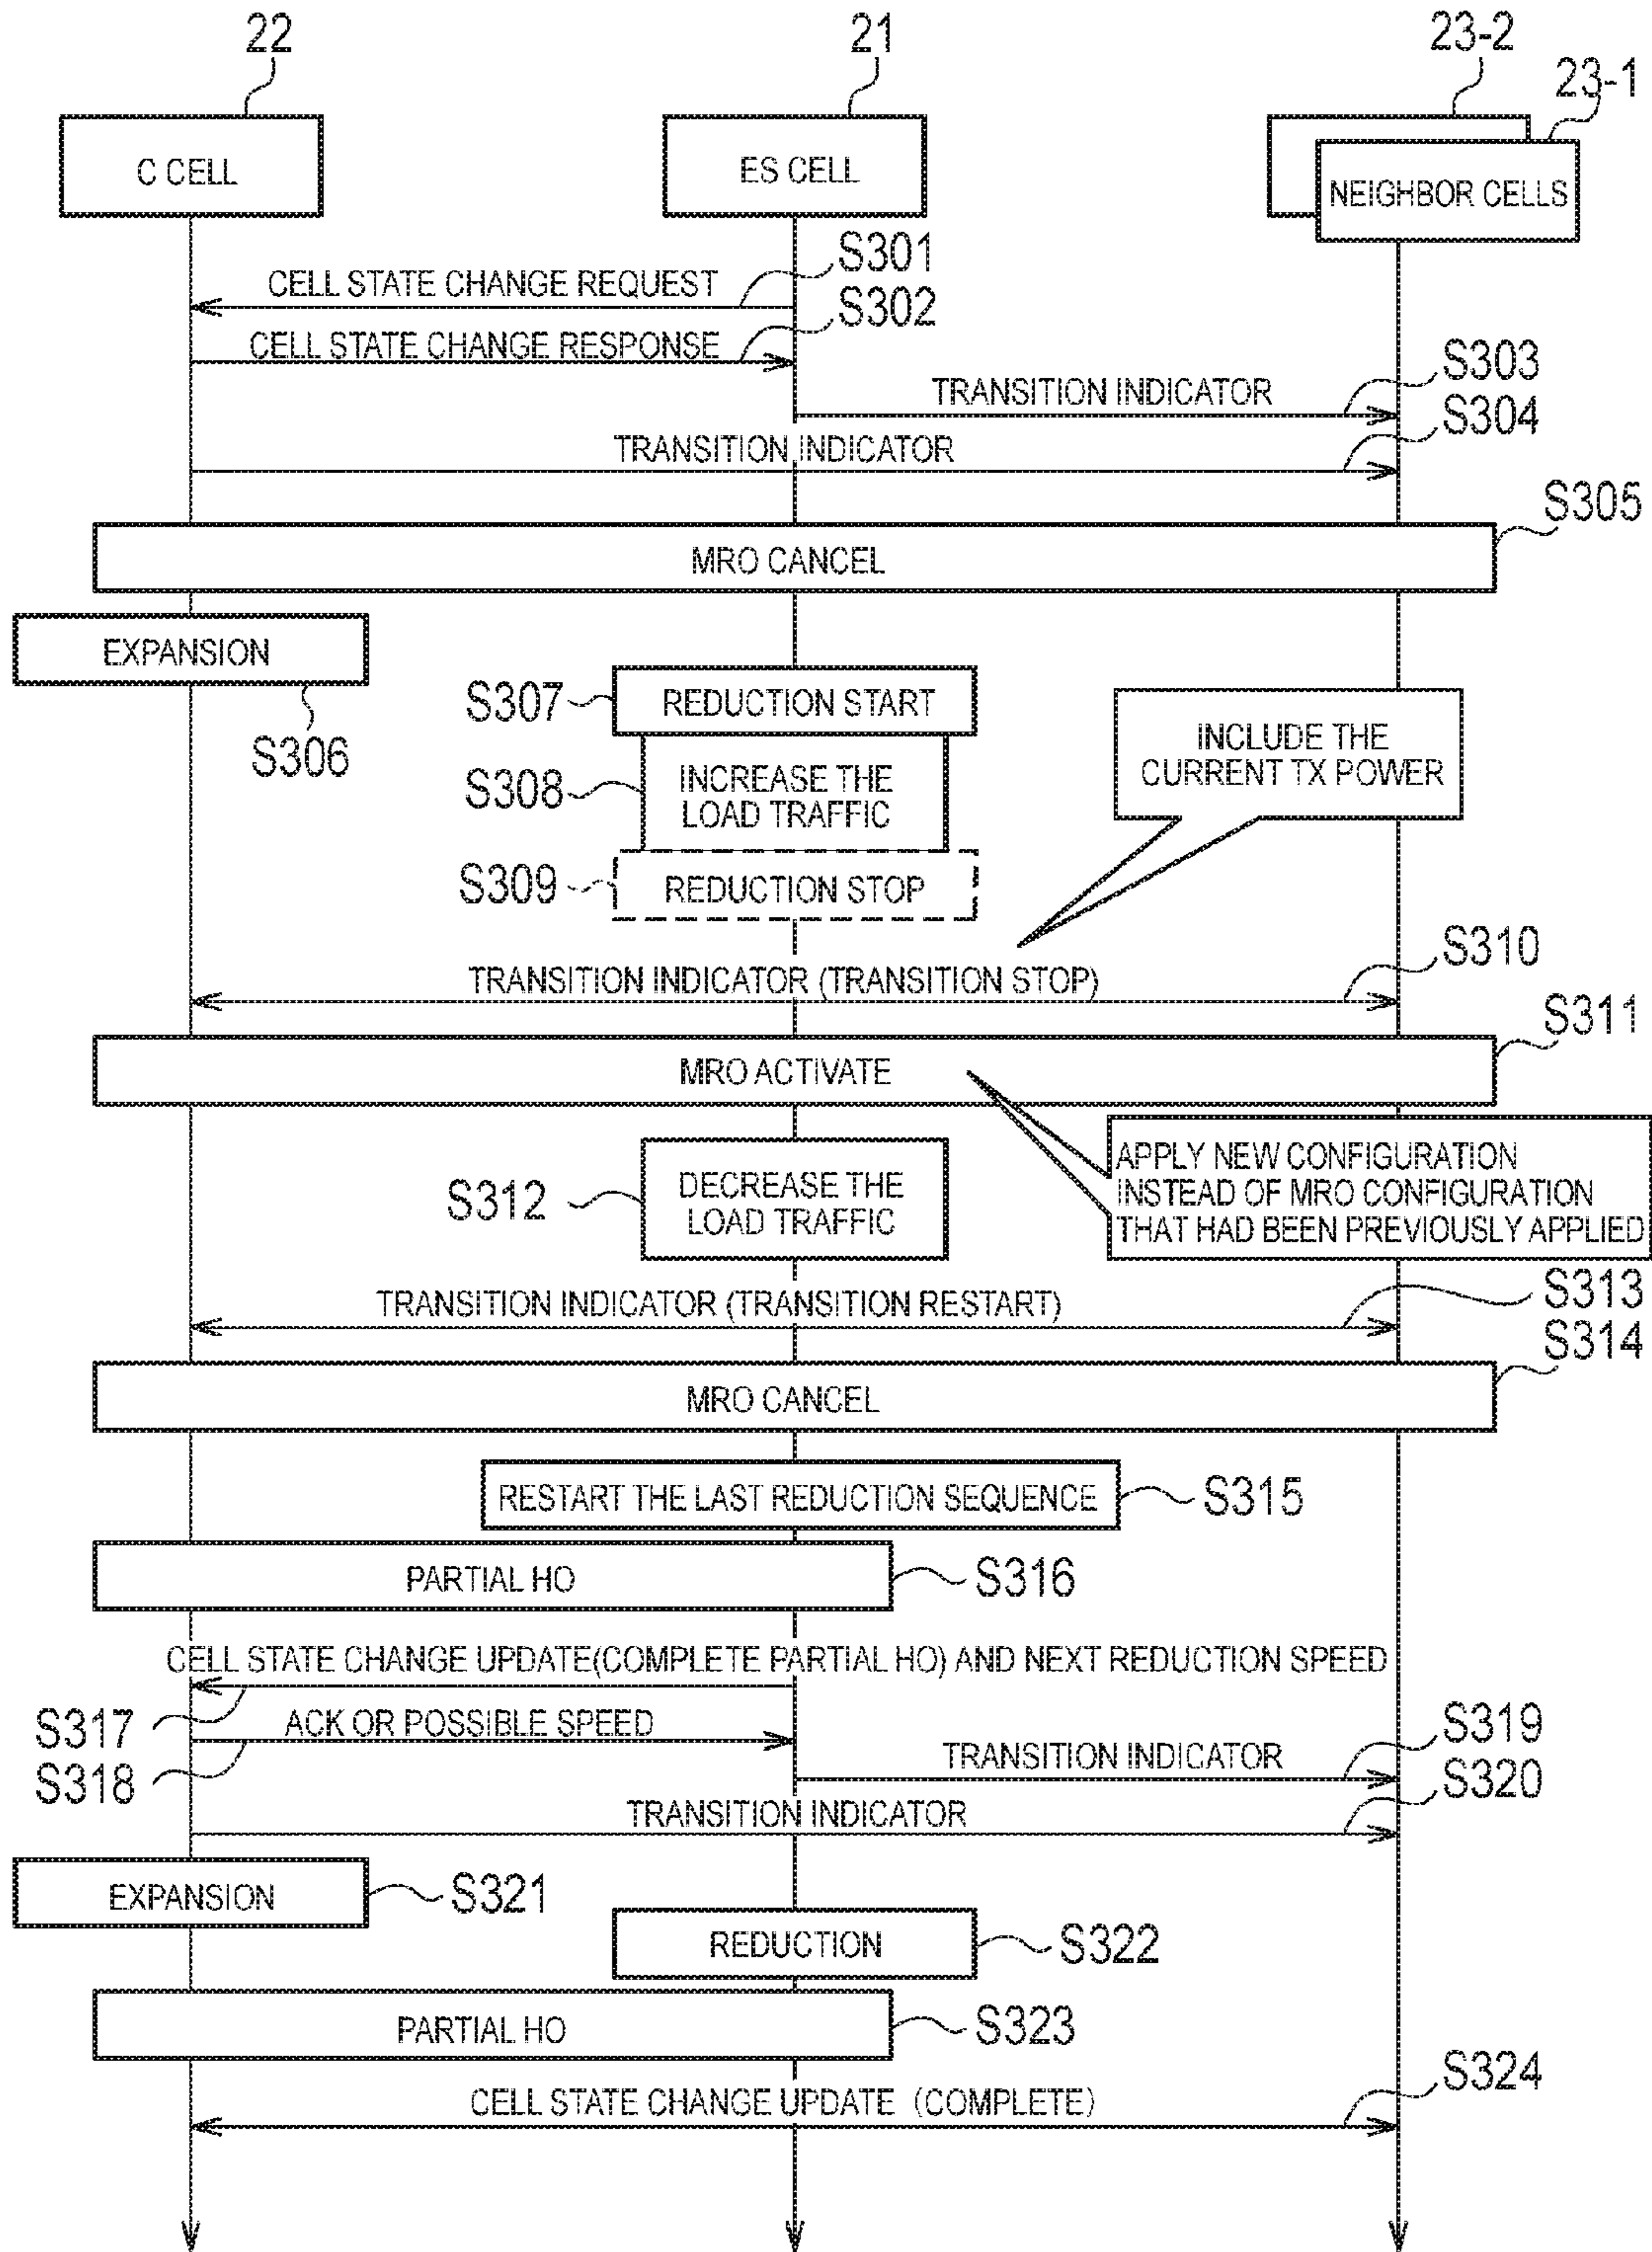 22
21
23-2
23-1
C CELL
ES CELL
NEIGHBOR CELLS
S301
CELL STATE CHANGE REQUEST
S302
CELL STATE CHANGE RESPONSE
S303
TRANSITION INDICATOR
S304
TRANSITION INDICATOR
S305
MRO CANCEL
EXPANSION
S306
S307
REDUCTION START
INCLUDE THE
CURRENT TX POWER
S308
INCREASE THE
LOAD TRAFFIC
S309
REDUCTION STOP
S310
TRANSITION INDICATOR (TRANSITION STOP)
S311
MRO ACTIVATE
APPLY NEW CONFIGURATION
INSTEAD OF MRO CONFIGURATION
THAT HAD BEEN PREVIOUSLY APPLIED
S312
DECREASE THE
LOAD TRAFFIC
S313
TRANSITION INDICATOR (TRANSITION RESTART)
S314
MRO CANCEL
RESTART THE LAST REDUCTION SEQUENCE
S315
PARTIAL HO
S316
CELL STATE CHANGE UPDATE(COMPLETE PARTIAL HO) AND NEXT REDUCTION SPEED
S317
ACK OR POSSIBLE SPEED
S318
S319
TRANSITION INDICATOR
S320
TRANSITION INDICATOR
EXPANSION
S321
REDUCTION
S322
PARTIAL HO
S323
S324
CELL STATE CHANGE UPDATE (COMPLETE)